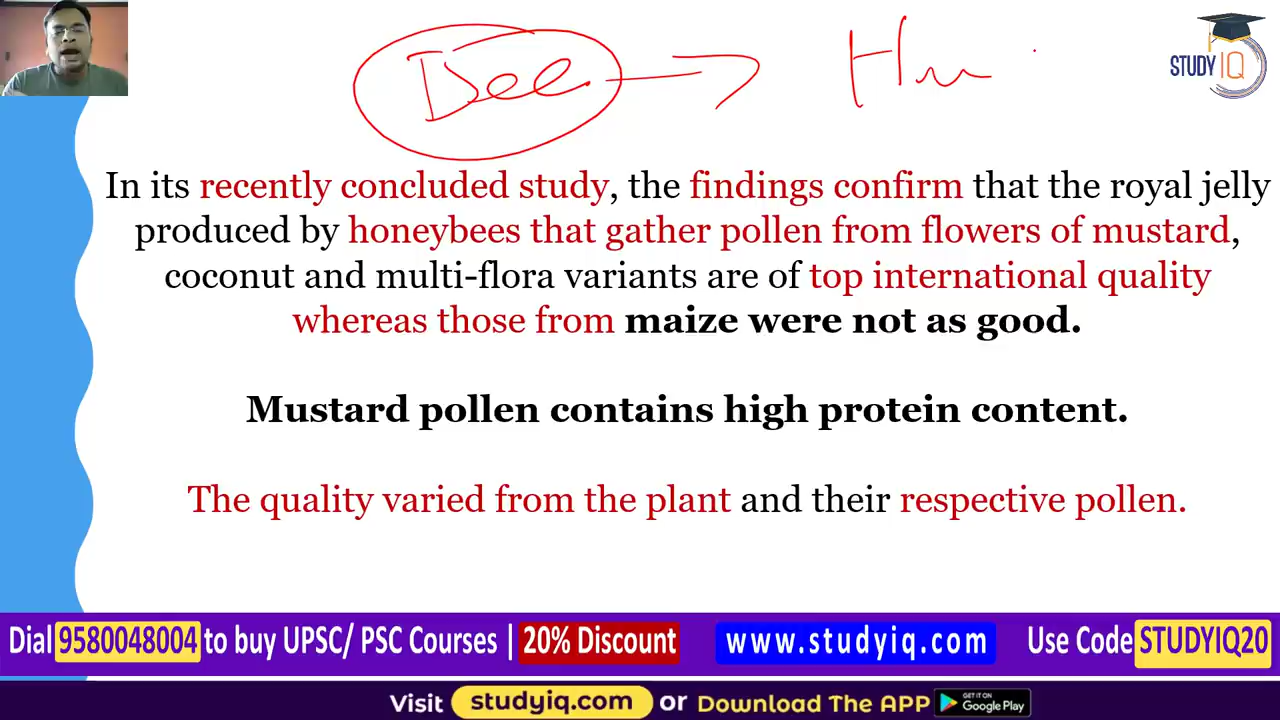 Bee
STUDY IQ
In its recently concluded study, the findings confirm that the royal jelly
produced by honeybees that gather pollen from flowers of mustard,
coconut and multi-flora variants are of top international quality
whereas those from maize were not as good.
Mustard pollen contains high protein content.
The quality varied from the plant and their respective pollen.
Dial 9580048004 to buy UPSC/ PSC Courses | 20% Discount www.studyiq.com Use Code STUDYIQ20
Visit studyiq.com or Download The APP GET IT ON Google Play